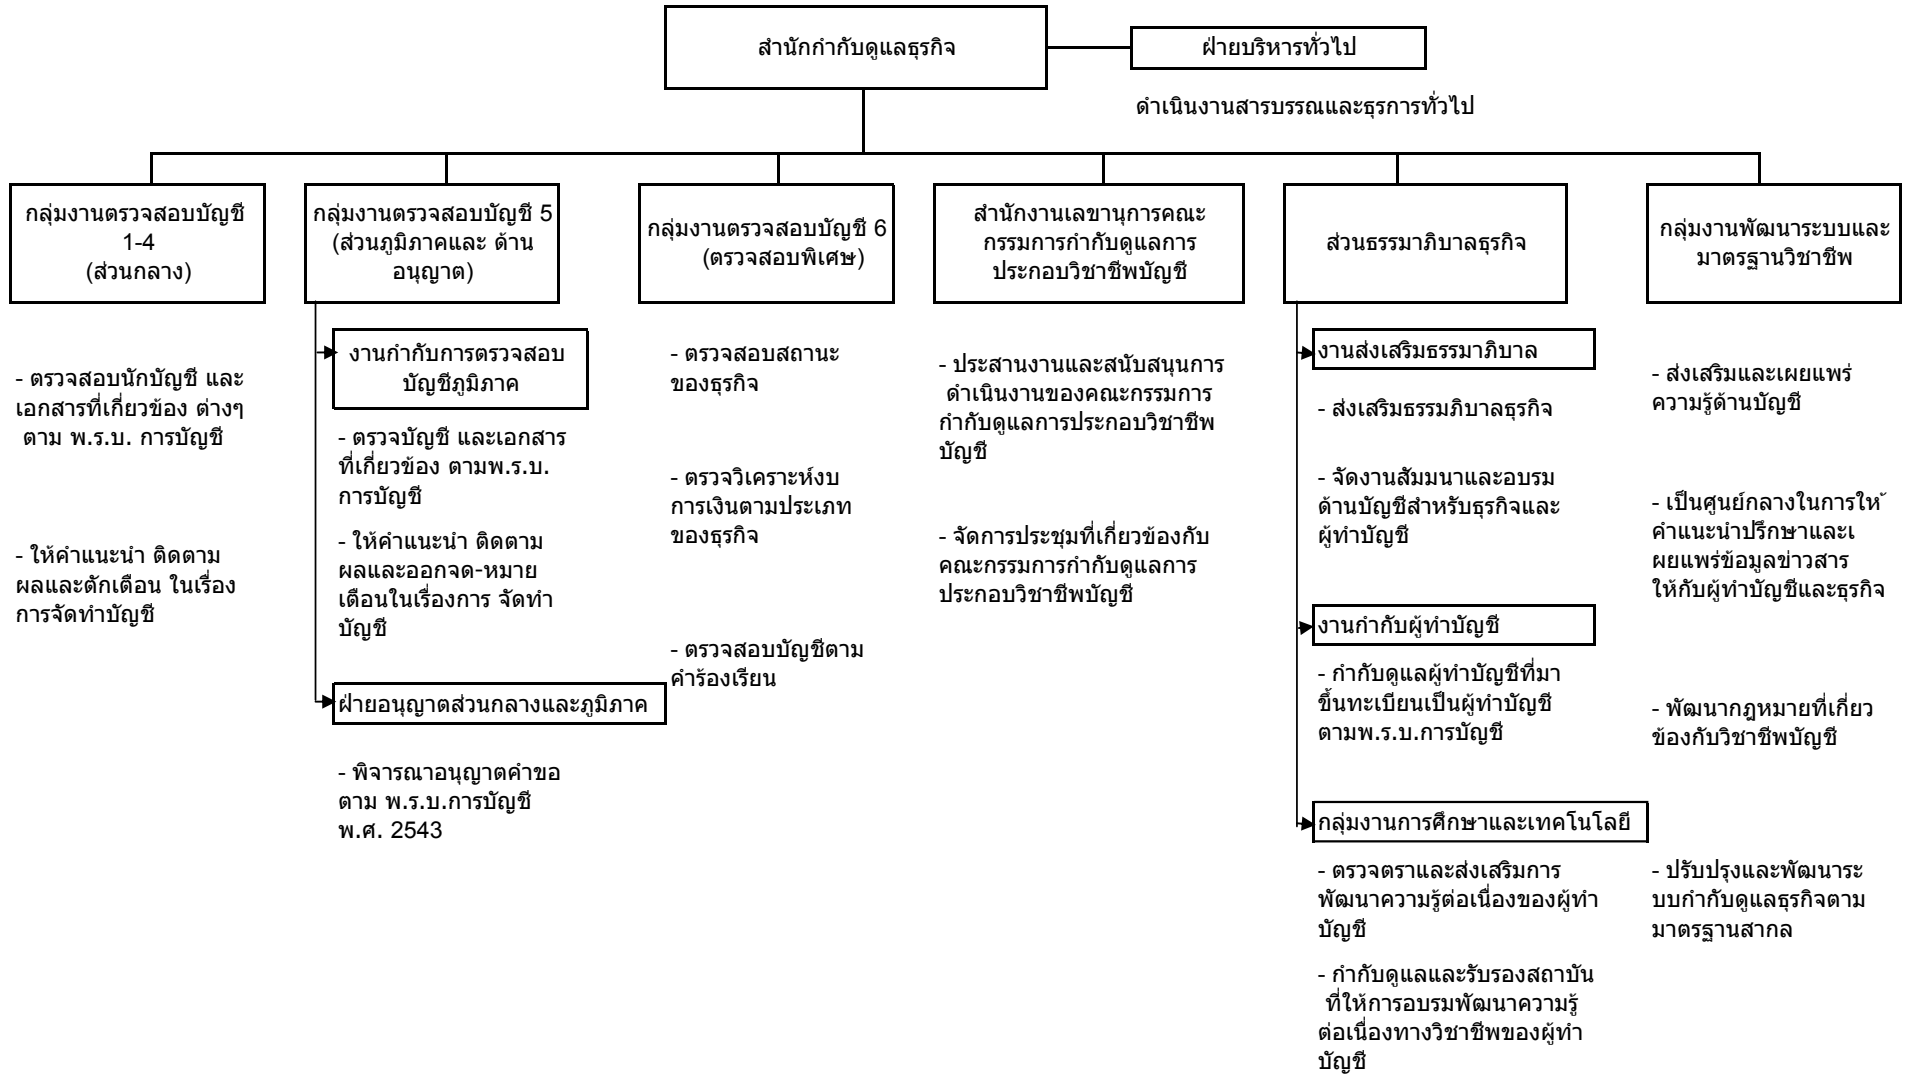 สำนักกำกับดูแลธุรกิจ
ฝ่ายบริหารทั่วไป
ดำเนินงานสารบรรณและธุรการทั่วไป
กลุ่มงานตรวจสอบบัญชี
1-4
(ส่วนกลาง)
- ตรวจสอบนักบัญชี และ
เอกสารที่เกี่ยวข้อง ต่างๆ
ตาม พ.ร.บ. การบัญชี
- ให้คำแนะนำ ติดตาม
ผลและตักเตือน ในเรื่อง
การจัดทำบัญชี
กลุ่มงานตรวจสอบบัญชี 5
(ส่วนภูมิภาคและ ด้าน
อนุญาต)
งานกำกับการตรวจสอบ
บัญชีภูมิภาค
- ตรวจบัญชี และเอกสาร
ที่เกี่ยวข้อง ตามพ.ร.บ.
การบัญชี
- ให้คำแนะนำ ติดตาม
ผลและออกจด-หมาย
เตือนในเรื่องการ จัดทำ
บัญชี
ฝ่ายอนุญาตส่วนกลางและภูมิภาค
- พิจารณาอนุญาตคำขอ
ตาม พ.ร.บ.การบัญชี
พ.ศ. 2543
กลุ่มงานตรวจสอบบัญชี 6
(ตรวจสอบพิเศษ)
- ตรวจสอบสถานะ
ของธุรกิจ
- ตรวจวิเคราะห์งบ
การเงินตามประเภท
ของธุรกิจ
- ตรวจสอบบัญชีตาม
คำร้องเรียน
สำนักงานเลขานุการคณะ
กรรมการกำกับดูแลการ
ประกอบวิชาชีพบัญชี
- ประสานงานและสนับสนุนการ
ดำเนินงานของคณะกรรมการ
กำกับดูแลการประกอบวิชาชีพ
บัญชี
- จัดการประชุมที่เกี่ยวข้องกับ
คณะกรรมการกำกับดูแลการ
ประกอบวิชาชีพบัญชี
ส่วนธรรมาภิบาลธุรกิจ
งานส่งเสริมธรรมาภิบาล
- ส่งเสริมธรรมภิบาลธุรกิจ
- จัดงานสัมมนาและอบรม
ด้านบัญชีสำหรับธุรกิจและ
ผู้ทำบัญชี
งานกำกับผู้ทำบัญชี
- กำกับดูแลผู้ทำบัญชีที่มา
ขึ้นทะเบียนเป็นผู้ทำบัญชี
ตามพ.ร.บ.การบัญชี
กลุ่มงานการศึกษาและเทคโนโลยี
- ตรวจตราและส่งเสริมการ
พัฒนาความรู้ต่อเนื่องของผู้ทำ
บัญชี
- กำกับดูแลและรับรองสถาบัน
ที่ให้การอบรมพัฒนาความรู้
ต่อเนื่องทางวิชาชีพของผู้ทำ
บัญชี
กลุ่มงานพัฒนาระบบและ
มาตรฐานวิชาชีพ
- ส่งเสริมและเผยแพร่
ความรู้ด้านบัญชี
- เป็นศูนย์กลางในการให้
คำแนะนำปรึกษาและเ
ผยแพร่ข้อมูลข่าวสาร
ให้กับผู้ทำบัญชีและธุรกิจ
- พัฒนากฎหมายที่เกี่ยว
ข้องกับวิชาชีพบัญชี
- ปรับปรุงและพัฒนาระ
บบกำกับดูแลธุรกิจตาม
มาตรฐานสากล